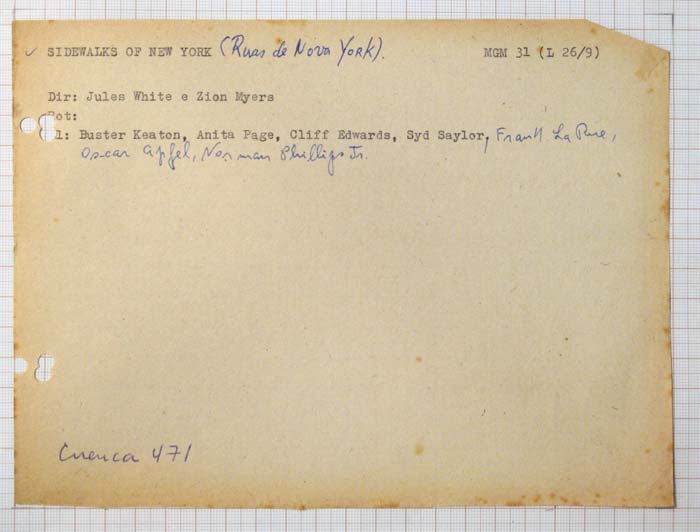 ✓ SIDEWALKS OF NEW YORK (Ruas de Nova York). MGM 31 (L 26/9)
Dir: Jules White e Zion Myers
Rot:
El: Buster Keaton, Anita Page, Cliff Edwards, Syd Saylor, Frank La Rue,
Oscar Apfel, Norman Phillips Jr.
Cuenca 471